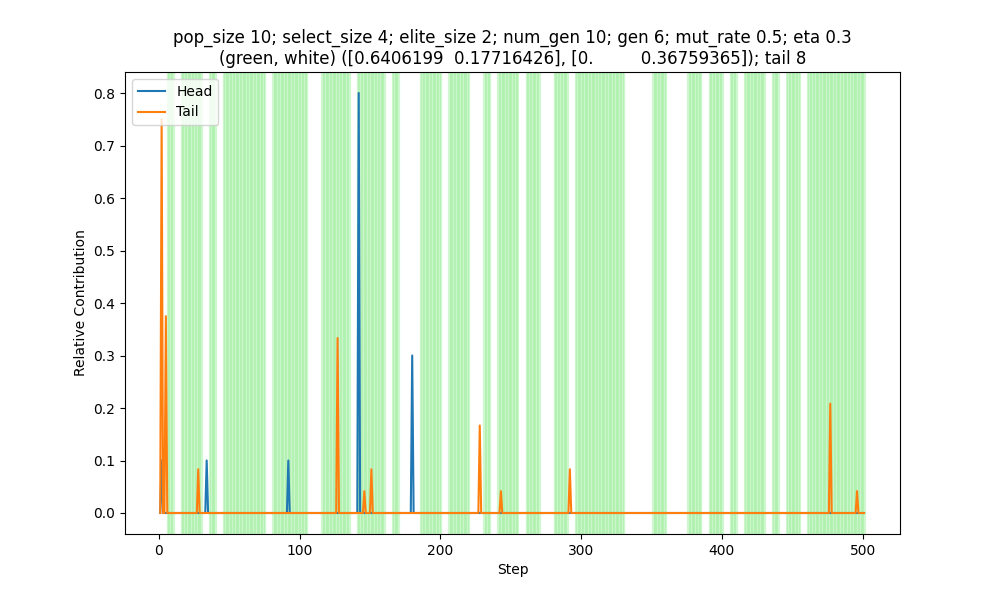 pop_size 10; select_size 4; elite_size 2; num_gen 10; gen 6; mut_rate 0.5; eta 0.3
(green, white) ([0.6406199  0.17716426], [0.         0.36759365]); tail 8
Head
Tail
Relative Contribution
0.8
0.7
0.6
0.5
0.4
0.3
0.2
0.1
0.0
0 100 200 300 400 500
Step